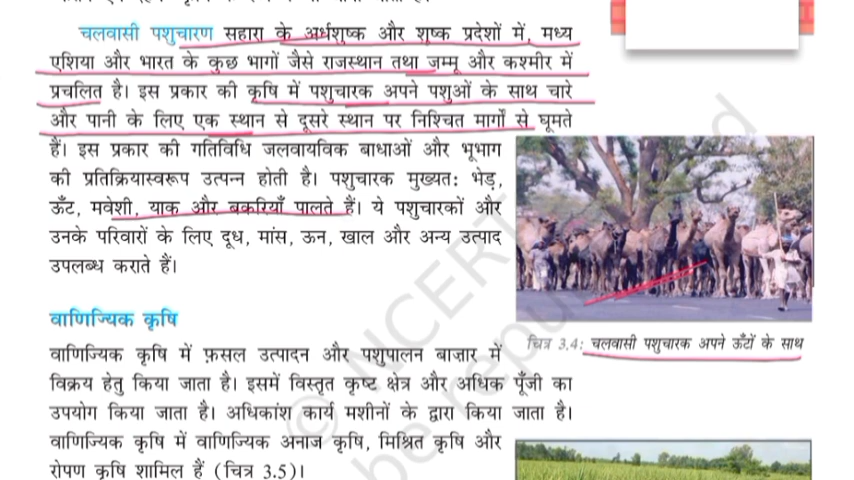 चलवासी पशुचारण सहारा के अर्धशुष्क और शुष्क प्रदेशों में, मध्य
एशिया और भारत के कुछ भागों जैसे राजस्थान तथा जम्मू और कश्मीर में
प्रचलित है। इस प्रकार की कृषि में पशुचारक अपने पशुओं के साथ चारे
और पानी के लिए एक स्थान से दूसरे स्थान पर निश्चित मार्गों से घूमते
हैं। इस प्रकार की गतिविधि जलवायविक बाधाओं और भूभाग
की प्रतिक्रियास्वरूप उत्पन्न होती है। पशुचारक मुख्यतः भेड़,
ऊँट, मवेशी, याक और बकरियाँ पालते हैं। ये पशुचारकों और
उनके परिवारों के लिए दूध, मांस, ऊन, खाल और अन्य उत्पाद
उपलब्ध कराते हैं।
चित्र 3.4: चलवासी पशुचारक अपने ऊँटों के साथ
वाणिज्यिक कृषि
वाणिज्यिक कृषि में फ़सल उत्पादन और पशुपालन बाज़ार में
विक्रय हेतु किया जाता है। इसमें विस्तृत कृष्ट क्षेत्र और अधिक पूँजी का
उपयोग किया जाता है। अधिकांश कार्य मशीनों के द्वारा किया जाता है।
वाणिज्यिक कृषि में वाणिज्यिक अनाज कृषि, मिश्रित कृषि और
रोपण कृषि शामिल हैं (चित्र 3.5)।
© NCERT
be republished